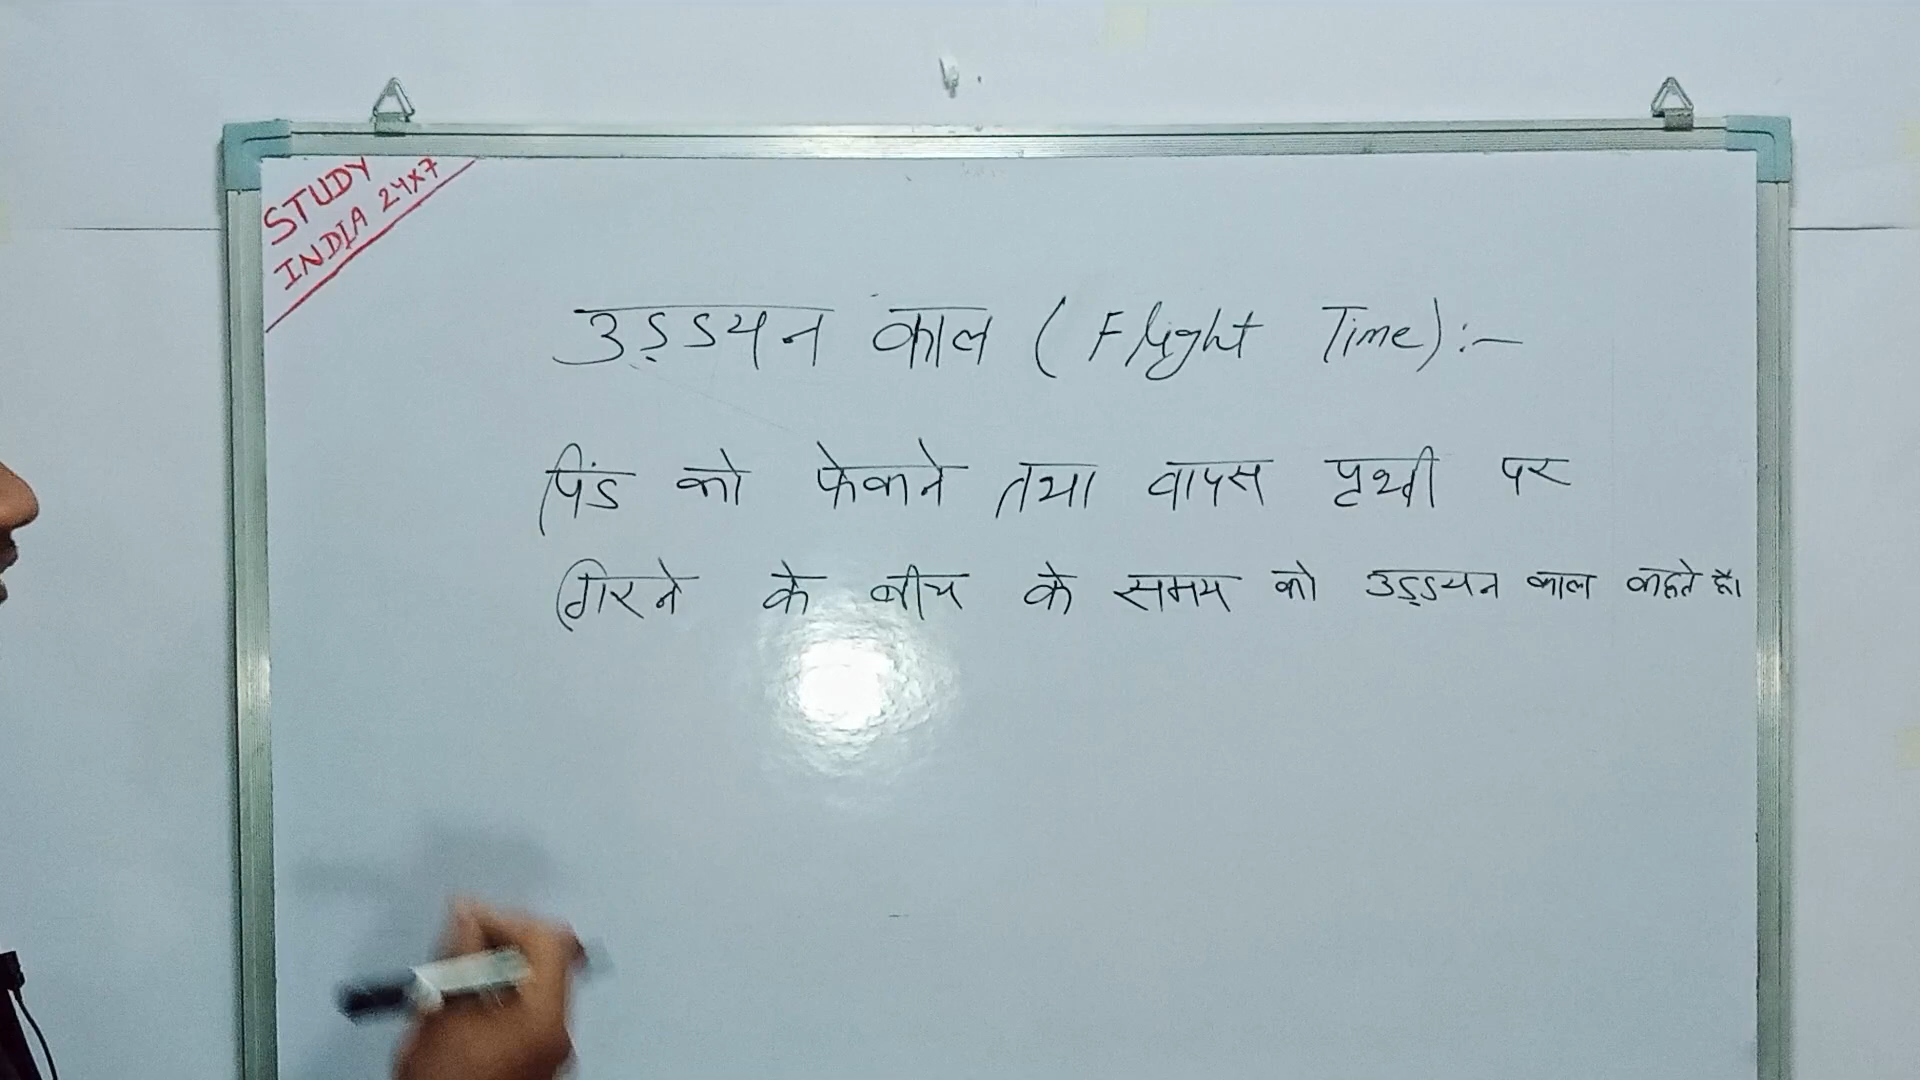 STUDY
INDIA 24x7
उड्डयन काल (Flight Time):-
पिंड को फेकने तथा वापस पृथ्वी पर
गिरने के बीच के समय को उड्डयन काल कहते है।